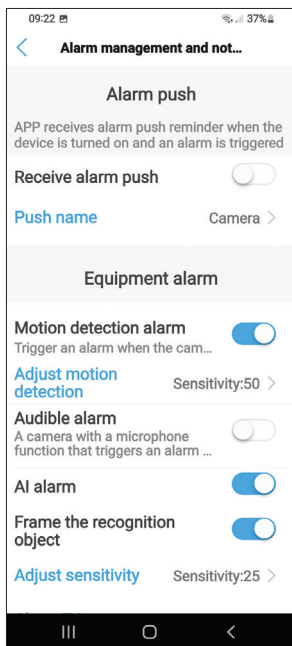 09:22 37%
Alarm management and not...
Alarm push
APP receives alarm push reminder when the
device is turned on and an alarm is triggered
Receive alarm push
Push name Camera
Equipment alarm
Motion detection alarm
Trigger an alarm when the cam...
Adjust motion
detection Sensitivity:50
Audible alarm
A camera with a microphone
function that triggers an alarm ...
AI alarm
Frame the recognition
object
Adjust sensitivity Sensitivity:25